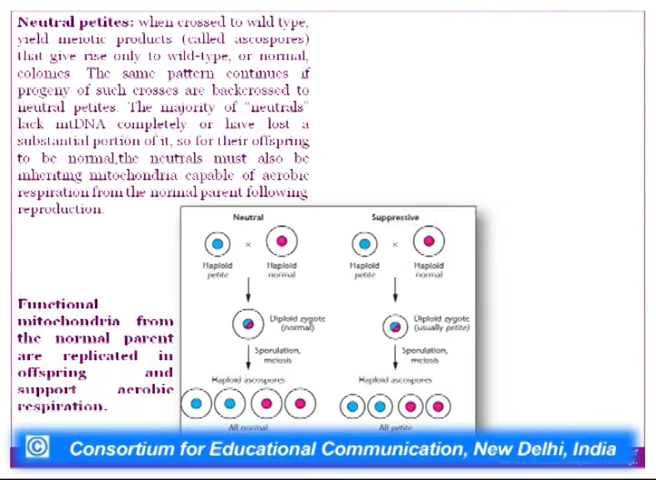 Neutral petites: when crossed to wild type,
yield meiotic products (called ascospores)
that give rise only to wild-type, or normal,
colonies. The same pattern continues if
progeny of such crosses are backcrossed to
neutral petites. The majority of "neutrals"
lack mtDNA completely or have lost a
substantial portion of it, so for their offspring
to be normal,the neutrals must also be
inheriting mitochondria capable of aerobic
respiration from the normal parent following
reproduction.
Neutral
Suppressive
×
×
Haploid
petite
Haploid
normal
Haploid
petite
Haploid
normal
Functional
mitochondria from
the normal parent
are replicated in
offspring and
support aerobic
respiration.
Diploid zygote
(normal)
Diploid zygote
(usually petite)
Sporulation,
meiosis
Sporulation,
meiosis
Haploid ascospores
Haploid ascospores
All normal
All petite
© Consortium for Educational Communication, New Delhi, India